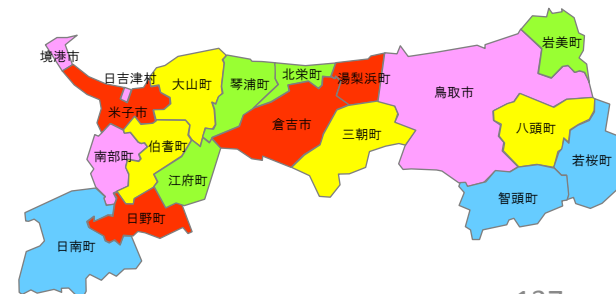 境港市
日吉津村
米子市
大山町
琴浦町
北栄町
湯梨浜町
鳥取市
岩美町
南部町
伯耆町
倉吉市
三朝町
八頭町
若桜町
江府町
日野町
日南町
智頭町